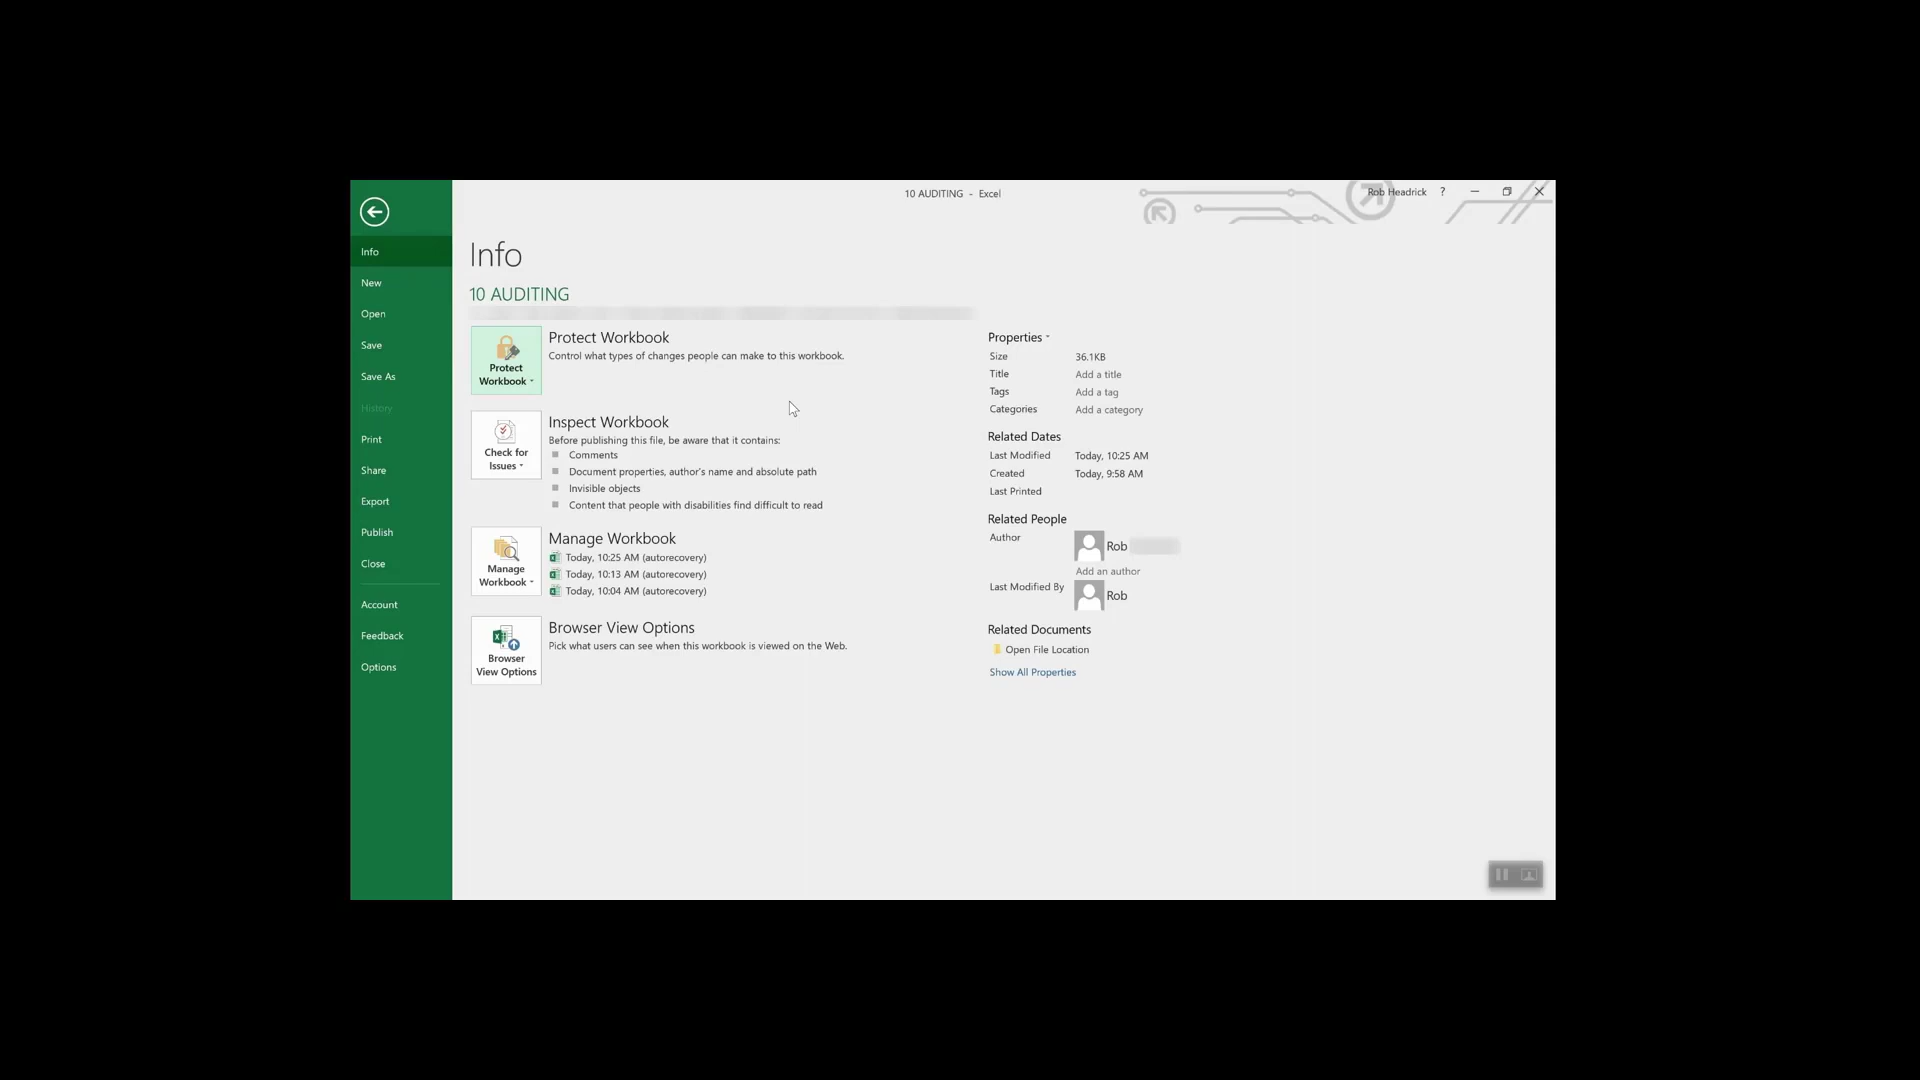 10 AUDITING - Excel
Rob Headrick ?
Info
New
Open
Save
Save As
History
Print
Share
Export
Publish
Close
Account
Feedback
Options
Info
10 AUDITING
Protect
Workbook
Protect Workbook
Control what types of changes people can make to this workbook.
Check for
Issues
Inspect Workbook
Before publishing this file, be aware that it contains:
Comments
Document properties, author's name and absolute path
Invisible objects
Content that people with disabilities find difficult to read
Manage
Workbook
Manage Workbook
Today, 10:25 AM (autorecovery)
Today, 10:13 AM (autorecovery)
Today, 10:04 AM (autorecovery)
Browser
View Options
Browser View Options
Pick what users can see when this workbook is viewed on the Web.
Properties
Size 36.1KB
Title Add a title
Tags Add a tag
Categories Add a category
Related Dates
Last Modified Today, 10:25 AM
Created Today, 9:58 AM
Last Printed
Related People
Author Rob
Add an author
Last Modified By Rob
Related Documents
Open File Location
Show All Properties